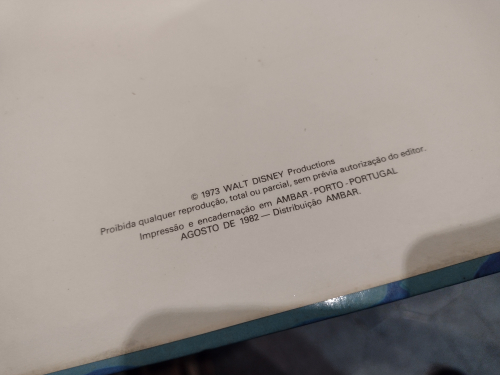 © 1973 WALT DISNEY Productions
Proibida qualquer reprodução, total ou parcial, sem prévia autorização do editor.
Impressão e encadernação em AMBAR - PORTO - PORTUGAL
AGOSTO DE 1982 — Distribuição AMBAR.